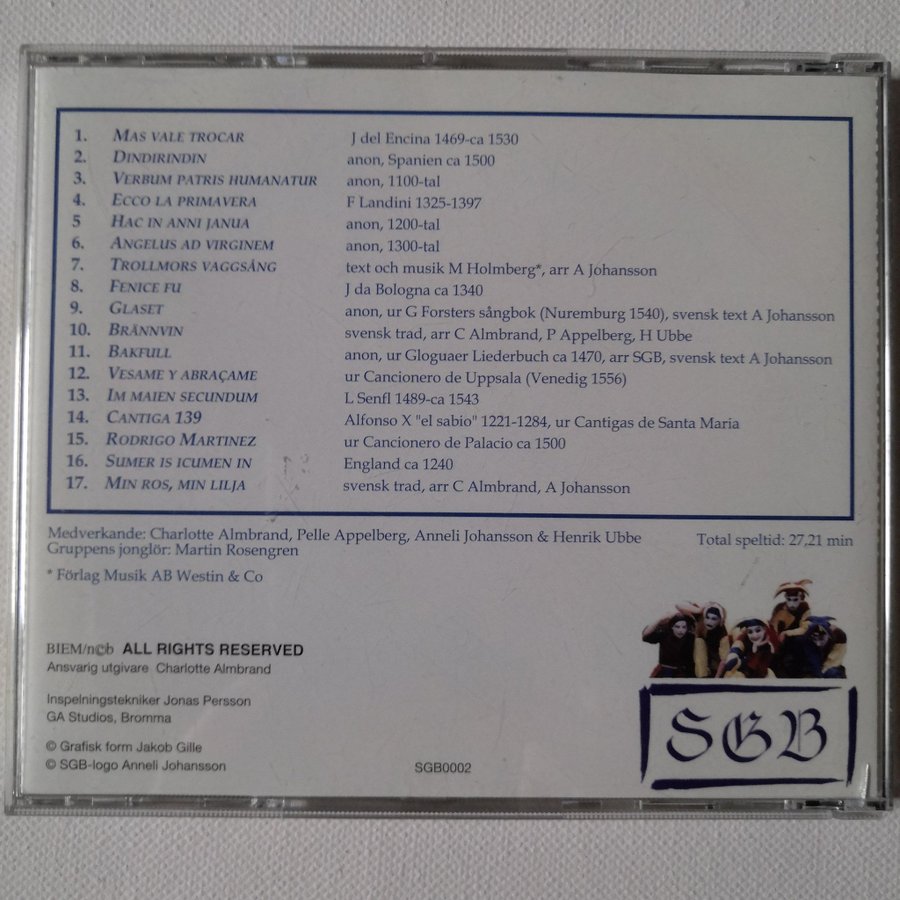 1. MAS VALE TROCAR J del Encina 1469-ca 1530
2. DINDIRINDIN anon, Spanien ca 1500
3. VERBUM PATRIS HUMANATUR anon, 1100-tal
4. ECCO LA PRIMAVERA F Landini 1325-1397
5 HAC IN ANNI JANUA anon, 1200-tal
6. ANGELUS AD VIRGINEM anon, 1300-tal
7. TROLLMORS VAGGSÅNG text och musik M Holmberg*, arr A Johansson
8. FENICE FU J da Bologna ca 1340
9. GLASET anon, ur G Forsters sångbok (Nuremburg 1540), svensk text A Johansson
10. BRÄNNVIN svensk trad, arr C Almbrand, P Appelberg, H Ubbe
11. BAKFULL anon, ur Gloguaer Liederbuch ca 1470, arr SGB, svensk text A Johansson
12. VESAME Y ABRAÇAME ur Cancionero de Uppsala (Venedig 1556)
13. IM MAIEN SECUNDUM L Senfl 1489-ca 1543
14. CANTIGA 139 Alfonso X "el sabio" 1221-1284, ur Cantigas de Santa Maria
15. RODRIGO MARTINEZ ur Cancionero de Palacio ca 1500
16. SUMER IS ICUMEN IN England ca 1240
17. MIN ROS, MIN LILJA svensk trad, arr C Almbrand, A Johansson
Medverkande: Charlotte Almbrand, Pelle Appelberg, Anneli Johansson & Henrik Ubbe Total speltid: 27,21 min
Gruppens jonglör: Martin Rosengren
* Förlag Musik AB Westin & Co
BIEM/n©b ALL RIGHTS RESERVED
Ansvarig utgivare Charlotte Almbrand
Inspelningstekniker Jonas Persson
GA Studios, Bromma
© Grafisk form Jakob Gille
© SGB-logo Anneli Johansson
SGB0002
SGB